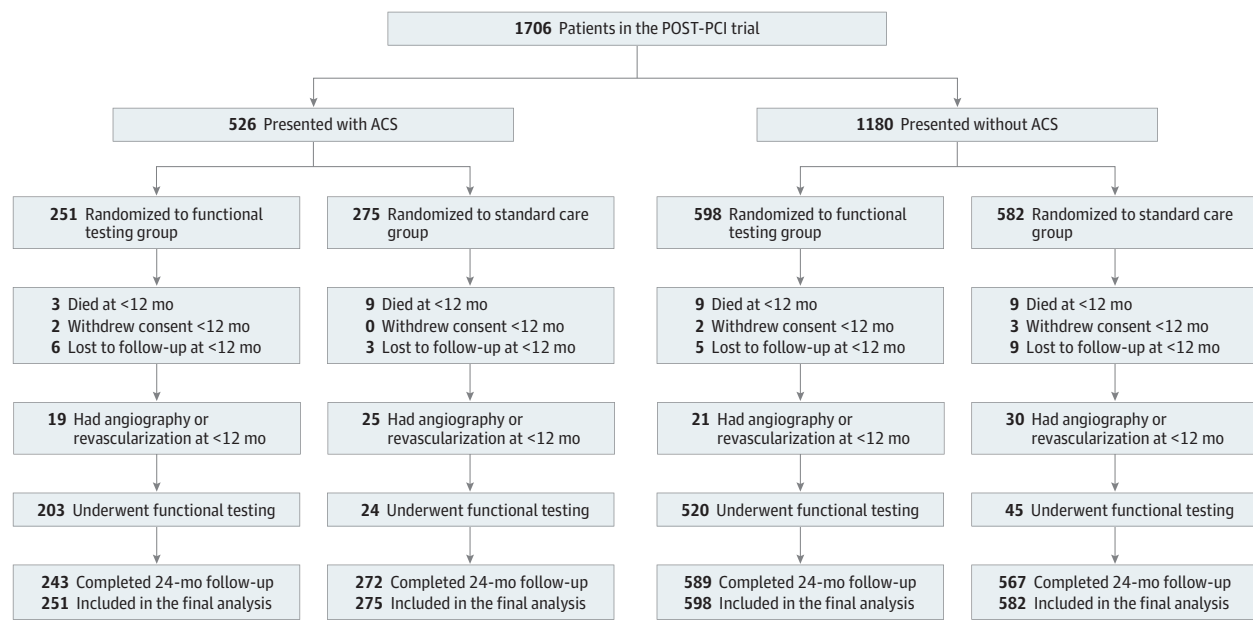 1706 Patients in the POST-PCI trial
526 Presented with ACS
1180 Presented without ACS
251 Randomized to functional
testing group
275 Randomized to standard care
group
598 Randomized to functional
testing group
582 Randomized to standard care
group
3 Died at <12 mo
2 Withdrew consent <12 mo
6 Lost to follow-up at <12 mo
9 Died at <12 mo
0 Withdrew consent <12 mo
3 Lost to follow-up at <12 mo
9 Died at <12 mo
2 Withdrew consent <12 mo
5 Lost to follow-up at <12 mo
9 Died at <12 mo
3 Withdrew consent <12 mo
9 Lost to follow-up at <12 mo
19 Had angiography or
revascularization at <12 mo
25 Had angiography or
revascularization at <12 mo
21 Had angiography or
revascularization at <12 mo
30 Had angiography or
revascularization at <12 mo
203 Underwent functional testing
24 Underwent functional testing
520 Underwent functional testing
45 Underwent functional testing
243 Completed 24-mo follow-up
251 Included in the final analysis
272 Completed 24-mo follow-up
275 Included in the final analysis
589 Completed 24-mo follow-up
598 Included in the final analysis
567 Completed 24-mo follow-up
582 Included in the final analysis